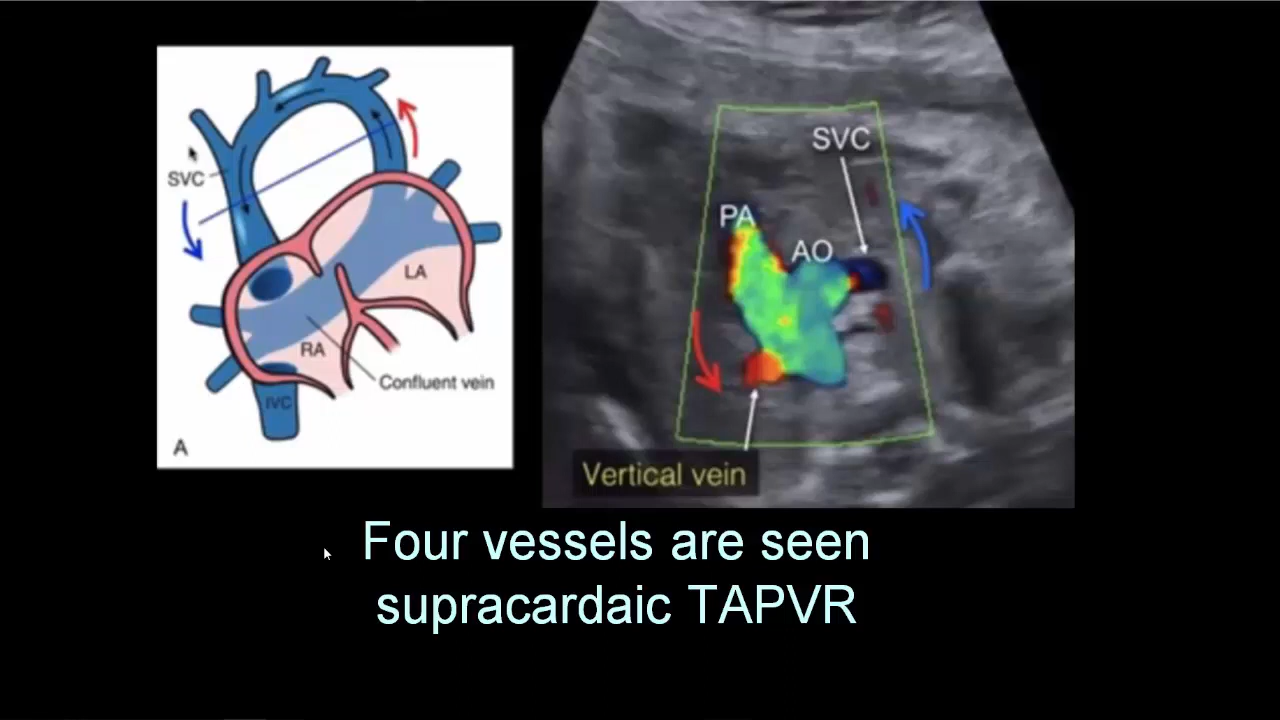 SVC
LA
RA
Confluent vein
IVC
A
SVC
PA
AO
Vertical vein
Four vessels are seen
supracardaic TAPVR